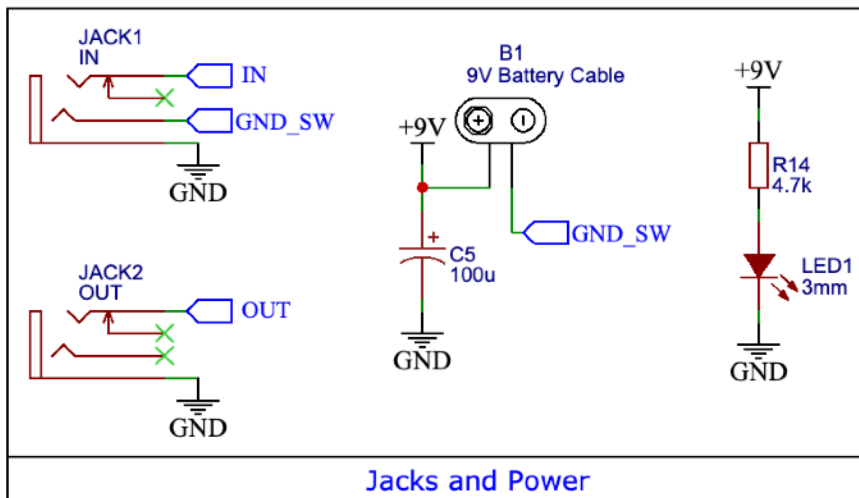 JACK1
IN
IN
GND_SW
GND
JACK2
OUT
OUT
GND
B1
9V Battery Cable
+9V
+
C5
100u
GND_SW
GND
+9V
R14
4.7k
LED1
3mm
GND
Jacks and Power